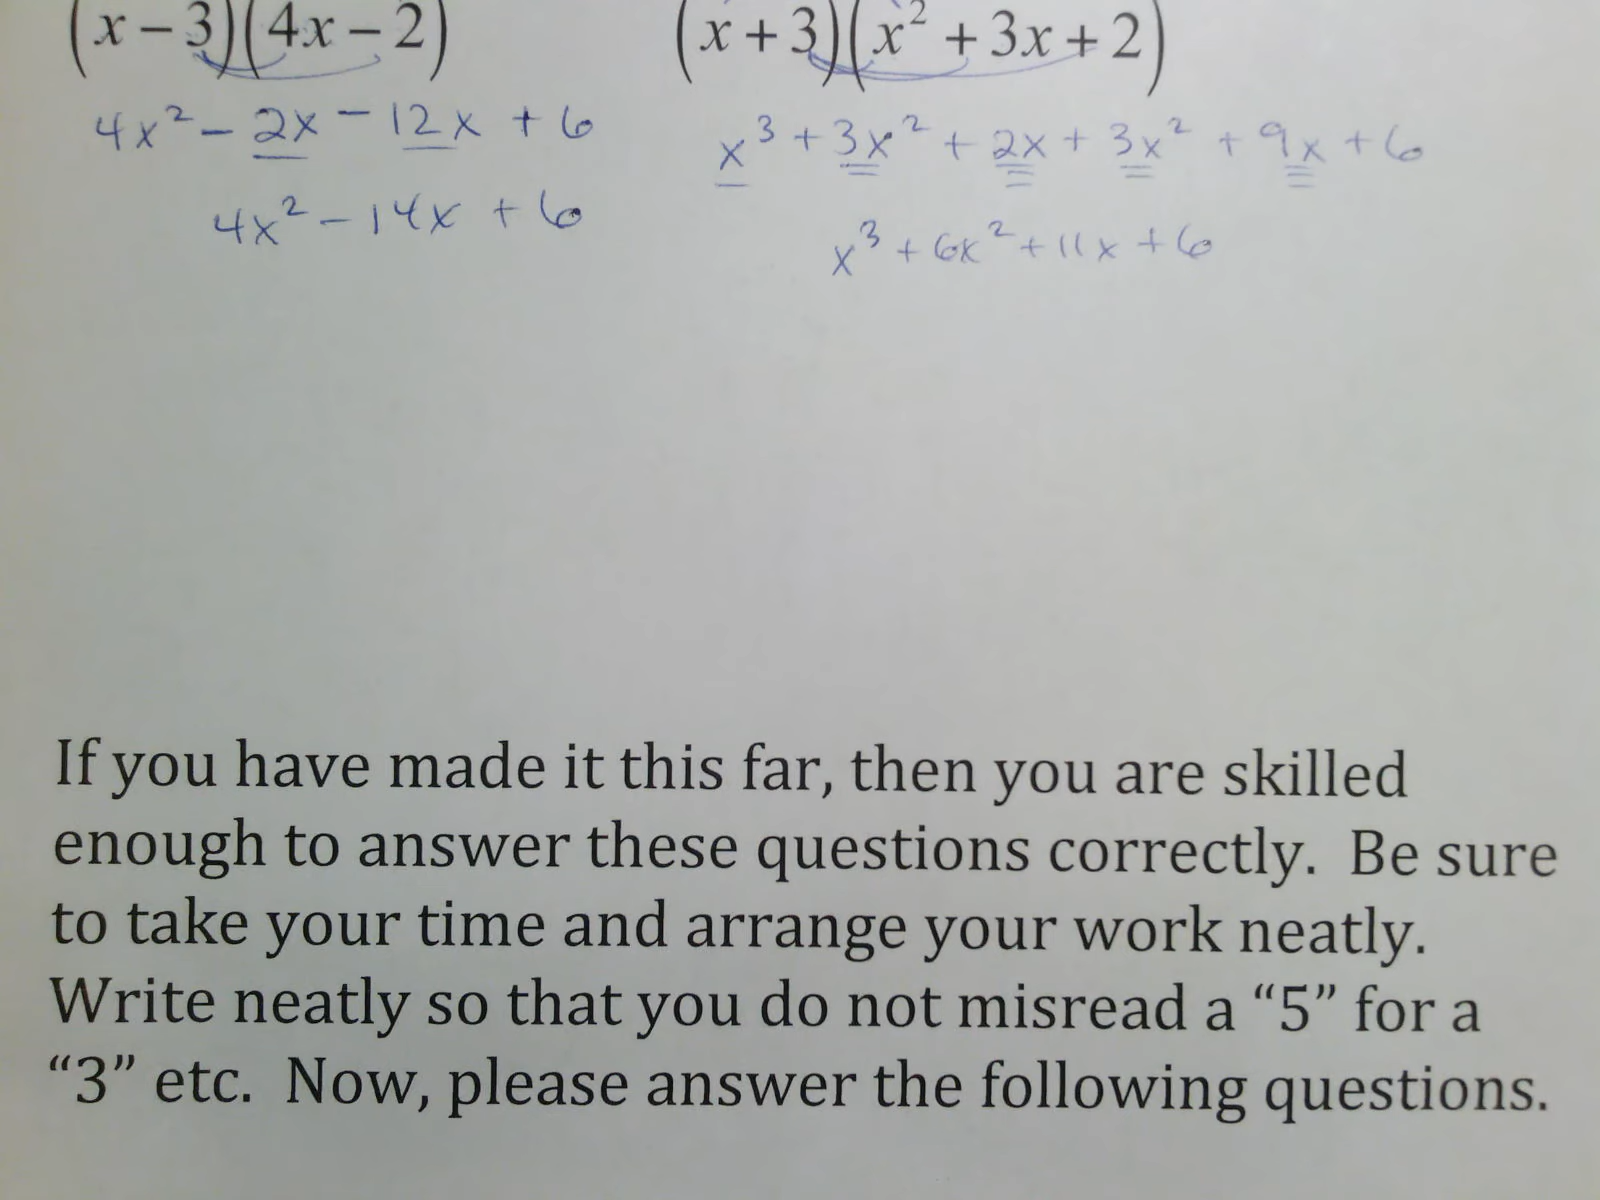 (x − 3)(4x − 2)
4x² − 2x − 12x + 6
4x² − 14x + 6
(x + 3)(x² + 3x + 2)
x³ + 3x² + 2x + 3x² + 9x + 6
x³ + 6x² + 11x + 6
If you have made it this far, then you are skilled
enough to answer these questions correctly.  Be sure
to take your time and arrange your work neatly.
Write neatly so that you do not misread a “5” for a
“3” etc.  Now, please answer the following questions.